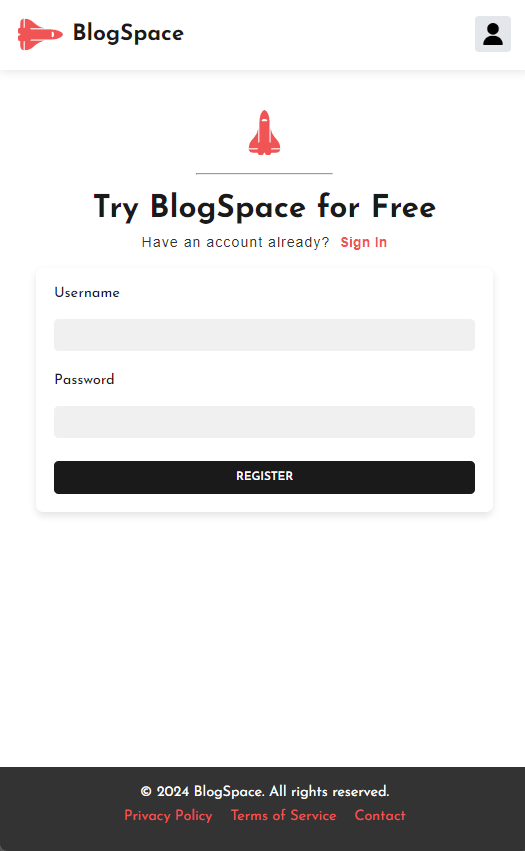 BlogSpace
Try BlogSpace for Free
Have an account already? Sign In
Username
Password
REGISTER
© 2024 BlogSpace. All rights reserved.
Privacy Policy Terms of Service Contact